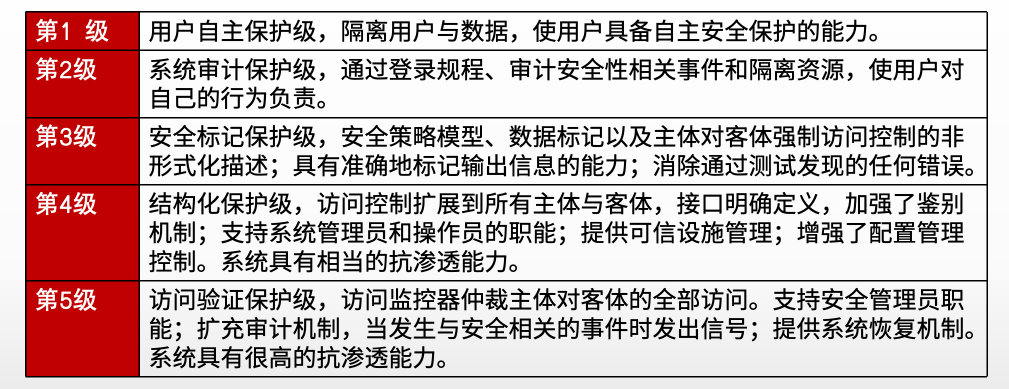 第1 级
用户自主保护级，隔离用户与数据，使用户具备自主安全保护的能力。
第2级
系统审计保护级，通过登录规程、审计安全性相关事件和隔离资源，使用户对
自己的行为负责。
第3级
安全标记保护级，安全策略模型、数据标记以及主体对客体强制访问控制的非
形式化描述；具有准确地标记输出信息的能力；消除通过测试发现的任何错误。
第4级
结构化保护级，访问控制扩展到所有主体与客体，接口明确定义，加强了鉴别
机制；支持系统管理员和操作员的职能；提供可信设施管理；增强了配置管理
控制。系统具有相当的抗渗透能力。
第5级
访问验证保护级，访问监控器仲裁主体对客体的全部访问。支持安全管理员职
能；扩充审计机制，当发生与安全相关的事件时发出信号；提供系统恢复机制。
系统具有很高的抗渗透能力。